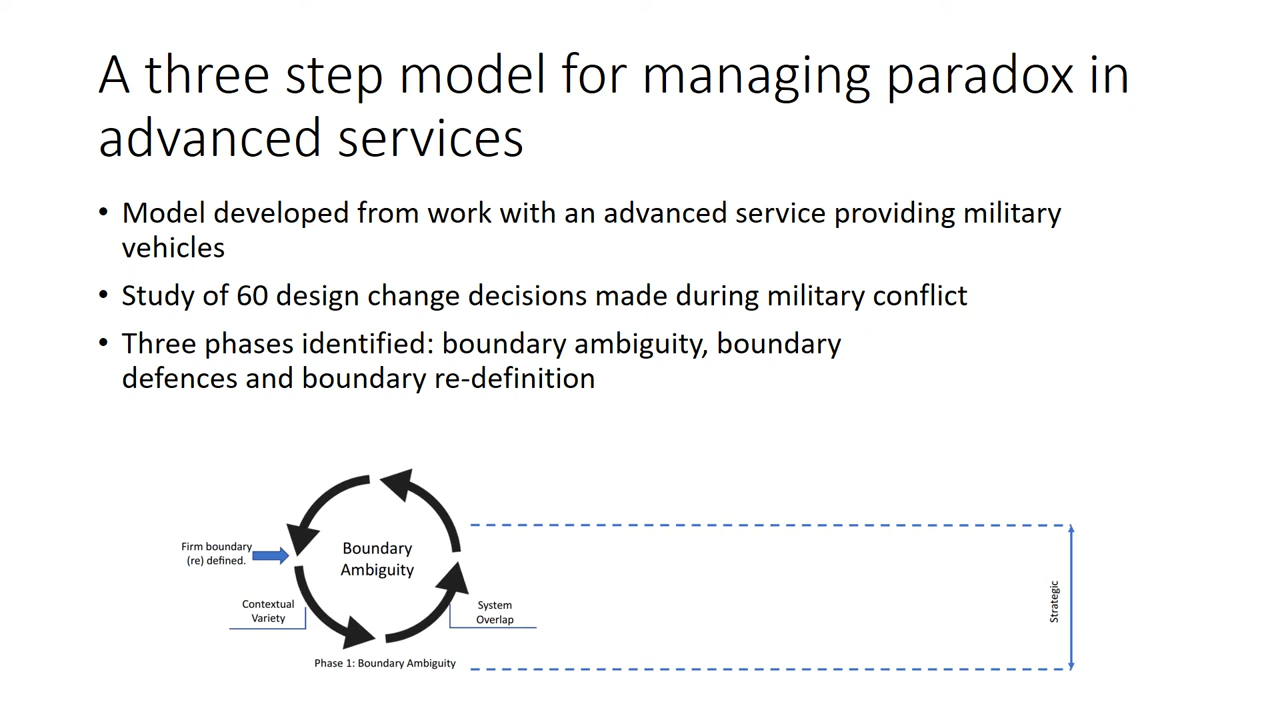 A three step model for managing paradox in
advanced services
• Model developed from work with an advanced service providing military
vehicles
• Study of 60 design change decisions made during military conflict
• Three phases identified: boundary ambiguity, boundary
defences and boundary re-definition
Firm boundary
(re) defined.
Boundary
Ambiguity
Contextual
Variety
System
Overlap
Phase 1: Boundary Ambiguity
Strategic